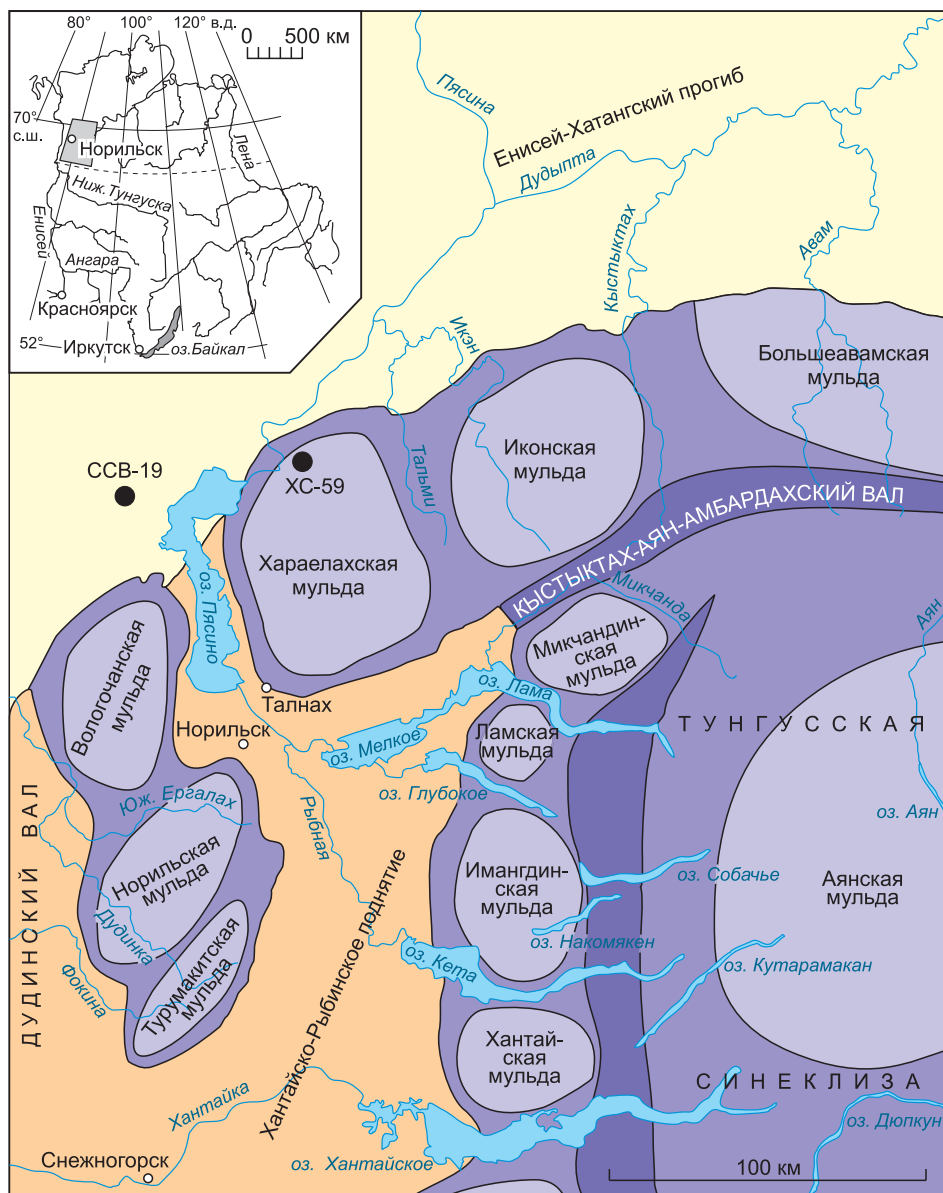 80° 100° 120° в.д.
0 500 км
70°
с.ш.
Норильск
Лена
Ниж. Тунгуска
Енисей
Ангара
Красноярск
52°
Иркутск
оз.Байкал
Пясина
Енисей-Хатангский прогиб
Дудыпта
Кыстыктах
Авам
Икэн
Большеавамская
мульда
ССВ-19
ХС-59
Тальми
Иконская
мульда
КЫСТЫКТАХ-АЯН-АМБАРДАХСКИЙ ВАЛ
Хараелахская
мульда
оз. Пясино
Микчанда
Аян
Микчандин-
ская
мульда
Вологочанская
мульда
Талнах
оз. Лама
Норильск
Ламская
мульда
ТУНГУССКАЯ
оз. Мелкое
оз. Глубокое
Юж. Ергалах
Рыбная
оз. Аян
ДУДИНСКИЙ ВАЛ
Норильская
мульда
Имангдин-
ская
мульда
оз. Собачье
Аянская
мульда
Дудинка
оз. Накомякен
Фокина
Турумакитская
мульда
Хантайско-Рыбинское поднятие
оз. Кета
оз. Кутарамакан
Хантай-
ская
мульда
СИНЕКЛИЗА
Хантайка
оз. Дюпкун
Снежногорск
оз. Хантайское
100 км